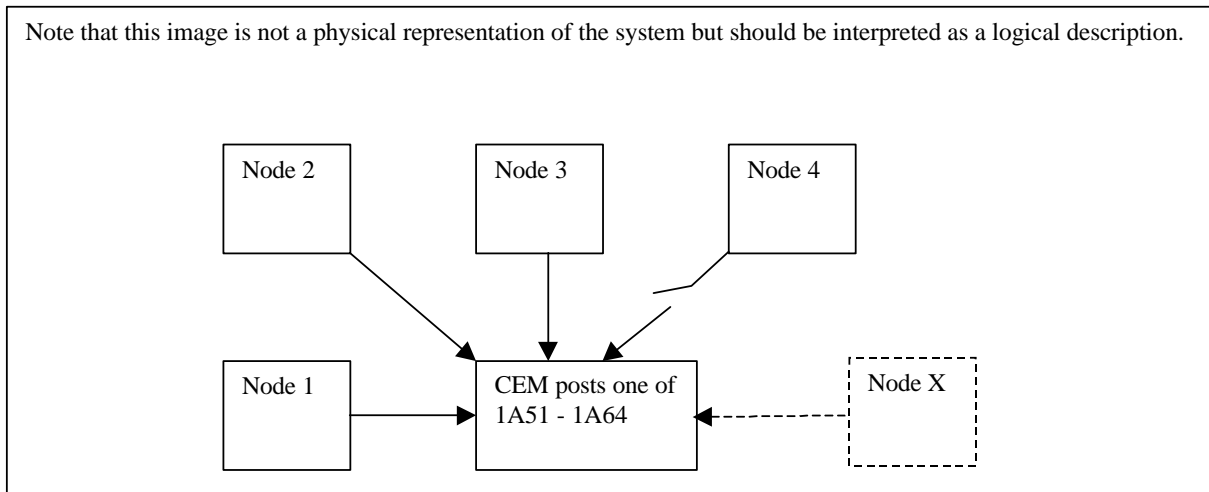 Note that this image is not a physical representation of the system but should be interpreted as a logical description.
Node 2
Node 3
Node 4
Node 1
CEM posts one of
1A51 - 1A64
Node X